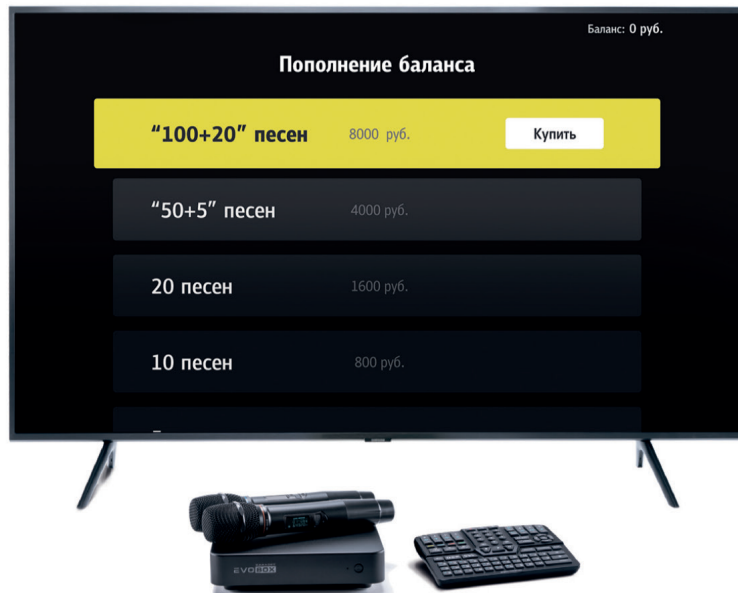 Баланс: 0 руб.
Пополнение баланса
“100+20” песен 8000 руб. Купить
“50+5” песен 4000 руб.
20 песен 1600 руб.
10 песен 800 руб.
EVOBOX